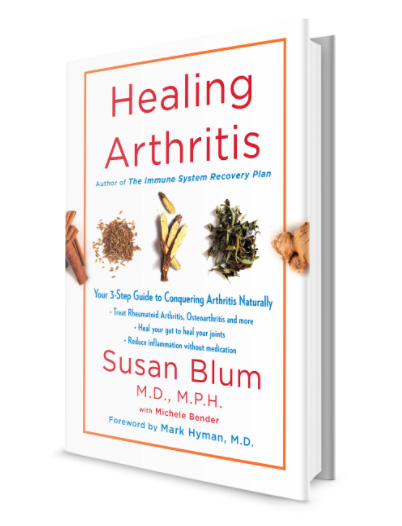 Healing
Arthritis
Author of The Immune System Recovery Plan
Your 3-Step Guide to Conquering Arthritis Naturally
• Treat Rheumatoid Arthritis, Osteoarthritis and more
• Heal your gut to heal your joints
• Reduce inflammation without medication
Susan Blum
M.D., M.P.H.
with Michele Bender
Foreword by Mark Hyman, M.D.